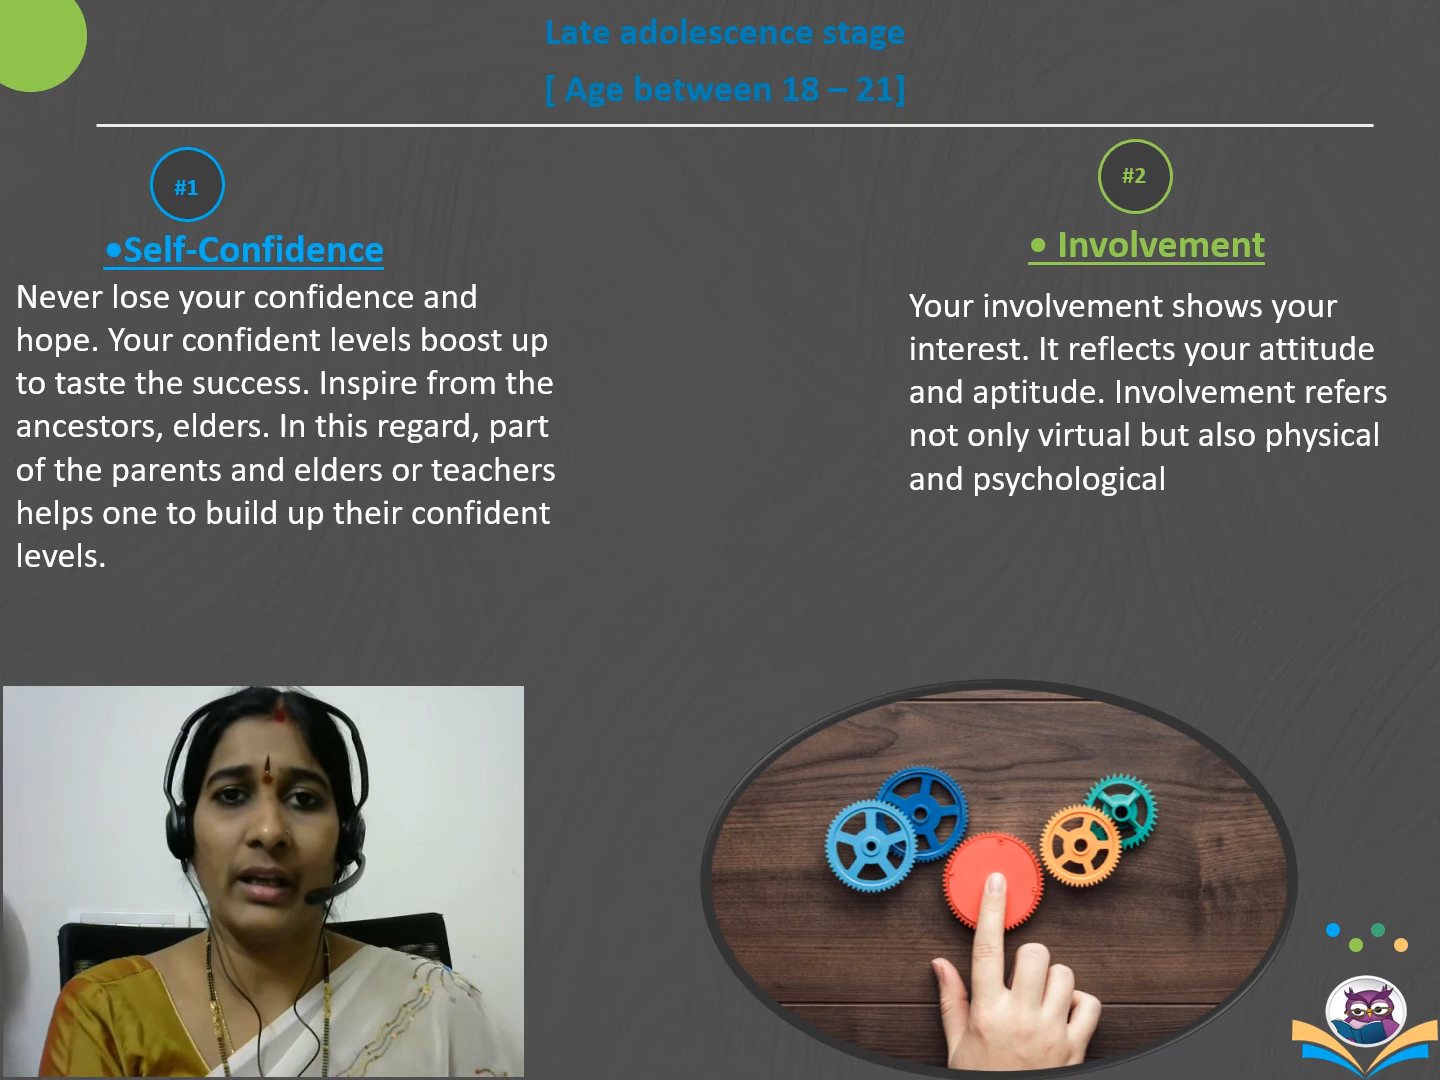 Late adolescence stage
[ Age between 18 – 21]
#1
•Self-Confidence
Never lose your confidence and
hope. Your confident levels boost up
to taste the success. Inspire from the
ancestors, elders. In this regard, part
of the parents and elders or teachers
helps one to build up their confident
levels.
#2
• Involvement
Your involvement shows your
interest. It reflects your attitude
and aptitude. Involvement refers
not only virtual but also physical
and psychological